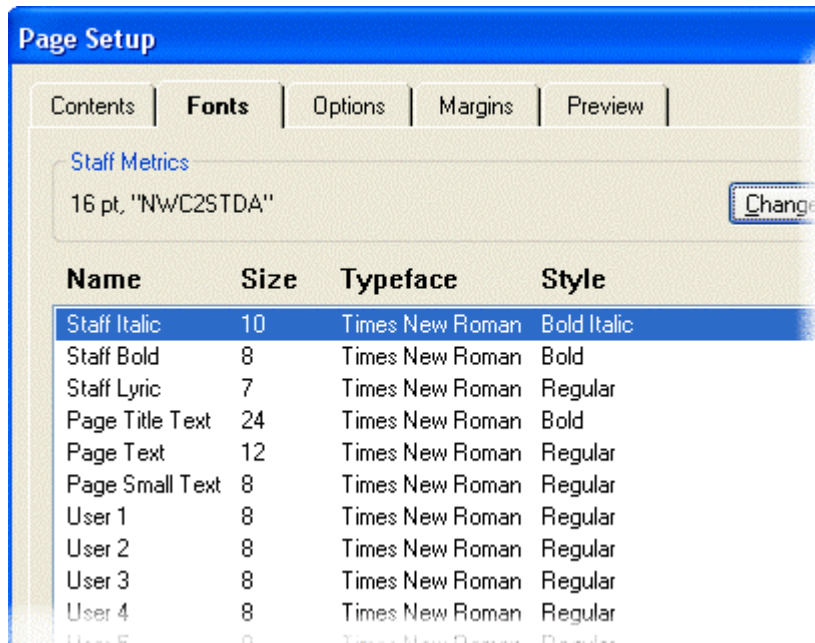 Page Setup
Contents Fonts Options Margins Preview
Staff Metrics
16 pt, "NWC2STDA" Change
Name Size Typeface Style
Staff Italic 10 Times New Roman Bold Italic
Staff Bold 8 Times New Roman Bold
Staff Lyric 7 Times New Roman Regular
Page Title Text 24 Times New Roman Bold
Page Text 12 Times New Roman Regular
Page Small Text 8 Times New Roman Regular
User 1 8 Times New Roman Regular
User 2 8 Times New Roman Regular
User 3 8 Times New Roman Regular
User 4 8 Times New Roman Regular